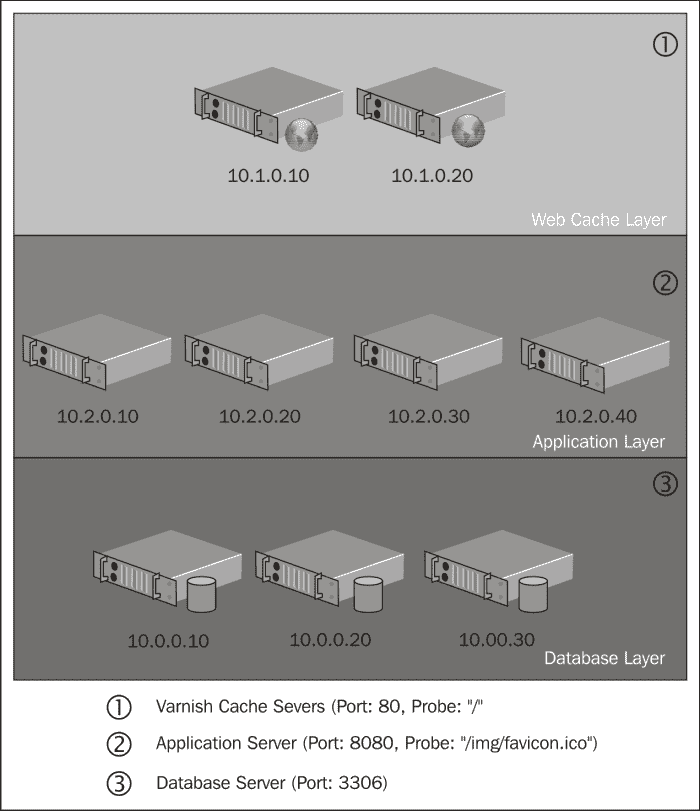 ①
10.1.0.10 10.1.0.20
Web Cache Layer
②
10.2.0.10 10.2.0.20 10.2.0.30 10.2.0.40
Application Layer
③
10.0.0.10 10.0.0.20 10.00.30
Database Layer
① Varnish Cache Severs (Port: 80, Probe: "/"
② Application Server (Port: 8080, Probe: "/img/favicon.ico")
③ Database Server (Port: 3306)